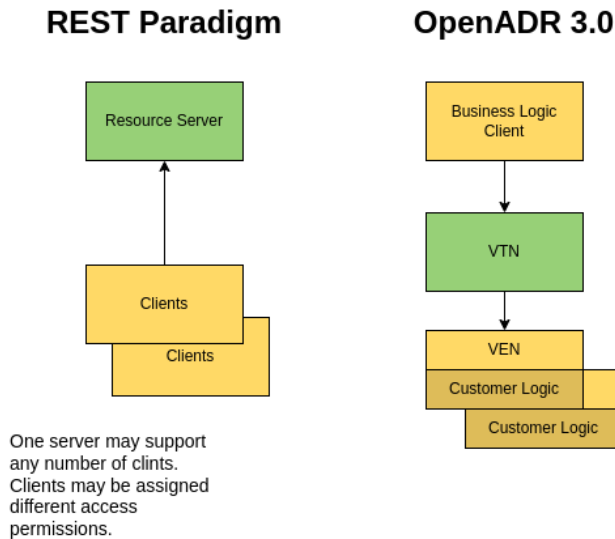 REST Paradigm
Resource Server
Clients
Clients
One server may support
any number of clints.
Clients may be assigned
different access
permissions.
OpenADR 3.0
Business Logic
Client
VTN
VEN
Customer Logic
Customer Logic